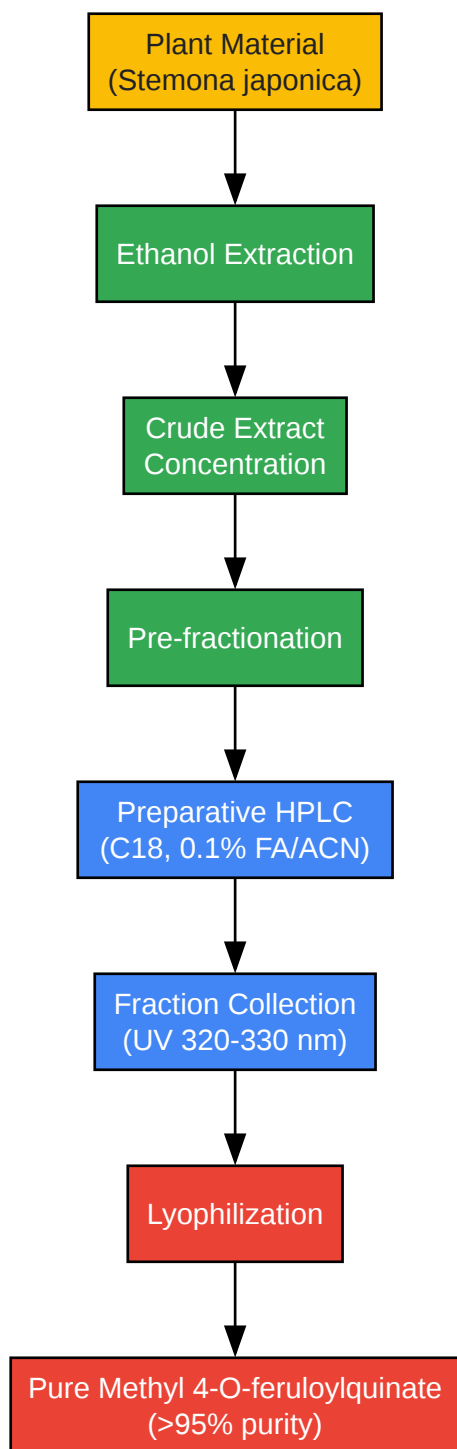 Plant Material
(Stemona japonica)
Ethanol Extraction
Crude Extract
Concentration
Pre-fractionation
Preparative HPLC
(C18, 0.1% FA/ACN)
Fraction Collection
(UV 320-330 nm)
Lyophilization
Pure Methyl 4-O-feruloylquinate
(>95% purity)